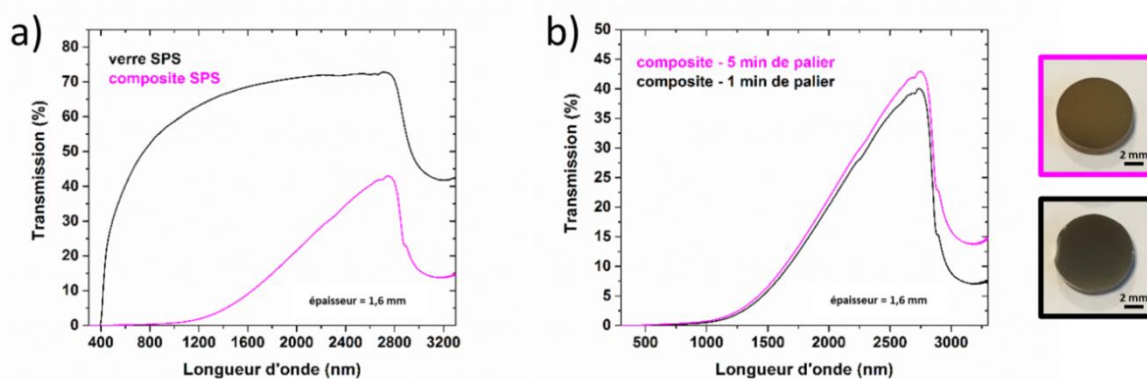 a)
verre SPS
composite SPS
Transmission (%)
80
70
60
50
40
30
20
10
0
épaisseur = 1,6 mm
400 800 1200 1600 2000 2400 2800 3200
Longueur d'onde (nm)
b)
composite - 5 min de palier
composite - 1 min de palier
Transmission (%)
50
45
40
35
30
25
20
15
10
5
0
épaisseur = 1,6 mm
500 1000 1500 2000 2500 3000
Longueur d'onde (nm)
2 mm
2 mm